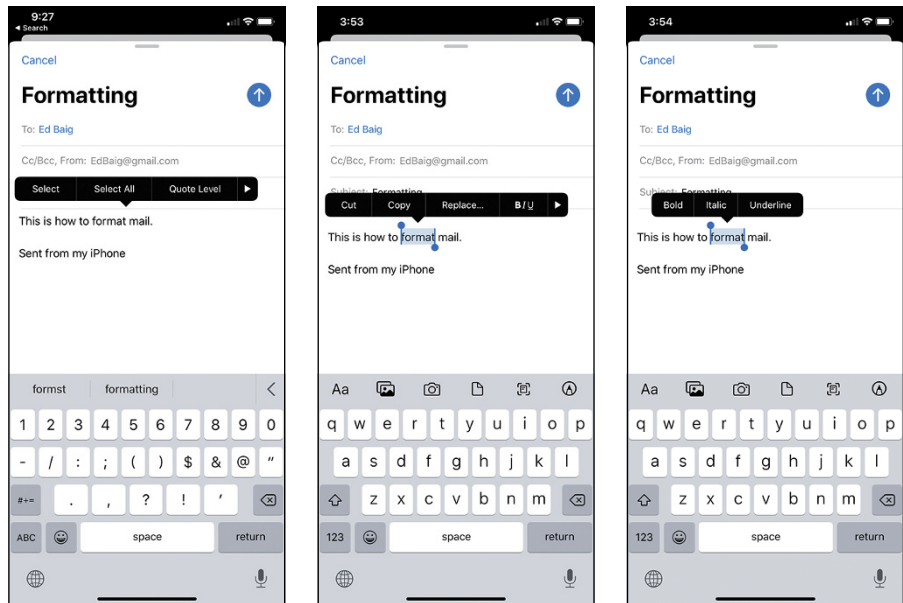 9:27
◀ Search
Cancel
Formatting
To: Ed Baig
Cc/Bcc, From: EdBaig@gmail.com
Select Select All Quote Level ▶
This is how to format mail.
Sent from my iPhone
formst formatting
1 2 3 4 5 6 7 8 9 0
- / : ; ( ) $ & @ "
#+= . , ? ! '
ABC space return
3:53
Cancel
Formatting
To: Ed Baig
Cc/Bcc, From: EdBaig@gmail.com
Subject: Formatting
Cut Copy Replace... B I U ▶
This is how to format mail.
Sent from my iPhone
Aa
q w e r t y u i o p
a s d f g h j k l
z x c v b n m
123 space return
3:54
Cancel
Formatting
To: Ed Baig
Cc/Bcc, From: EdBaig@gmail.com
Subject: Formatting
Bold Italic Underline
This is how to format mail.
Sent from my iPhone
Aa
q w e r t y u i o p
a s d f g h j k l
z x c v b n m
123 space return